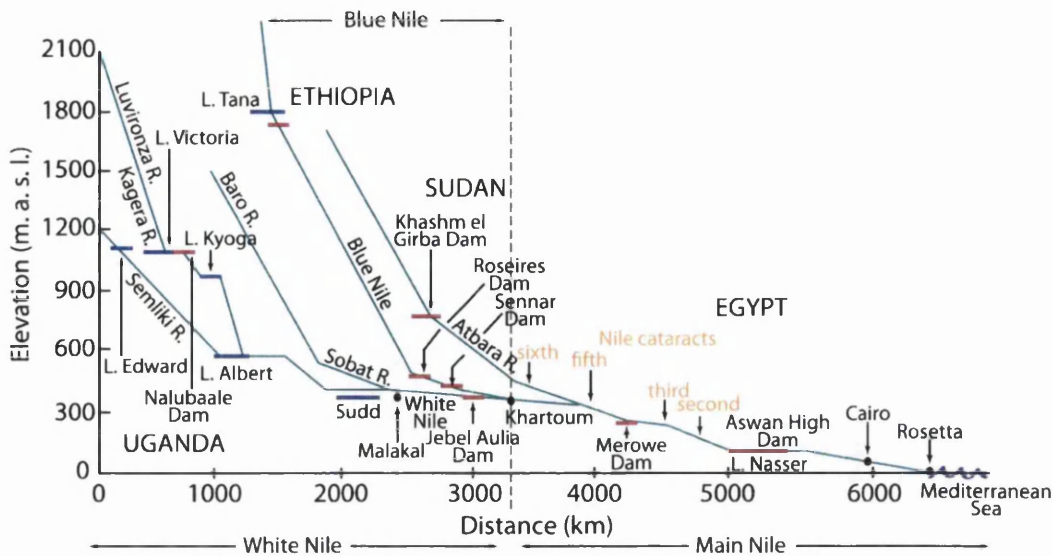 Blue Nile
2100
1800
1500
1200
900
600
300
0
Elevation (m. a. s. l.)
Luvironza R.
Kagera R.
L. Victoria
L. Kyoga
Semliki R.
L. Edward
Nalubaale
Dam
L. Albert
UGANDA
Baro R.
L. Tana
ETHIOPIA
Blue Nile
SUDAN
Khashm el
Girba Dam
Roseires
Dam
Sennar
Dam
Atbara R.
Sobat R.
Sudd
Malakal
White
Nile
Jebel Aulia
Dam
Khartoum
EGYPT
Nile cataracts
sixth
fifth
third
second
Merowe
Dam
Aswan High
Dam
L. Nasser
Cairo
Rosetta
Mediterranean
Sea
0
1000
2000
3000
4000
5000
6000
Distance (km)
White Nile
Main Nile